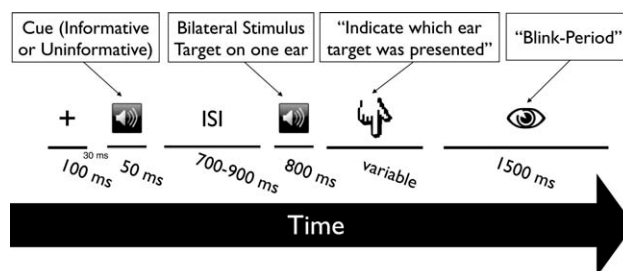 Cue (Informative
or Uninformative)
Bilateral Stimulus
Target on one ear
“Indicate which ear
target was presented”
“Blink-Period”
+
ISI
30 ms
100 ms
50 ms
700-900 ms
800 ms
variable
1500 ms
Time